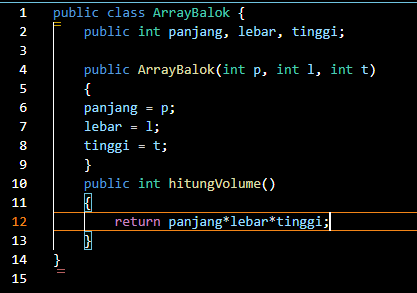 1 public class ArrayBalok {
2 public int panjang, lebar, tinggi;
3
4 public ArrayBalok(int p, int l, int t)
5 {
6 panjang = p;
7 lebar = l;
8 tinggi = t;
9 }
10 public int hitungVolume()
11 {
12 return panjang*lebar*tinggi;
13 }
14 }
15